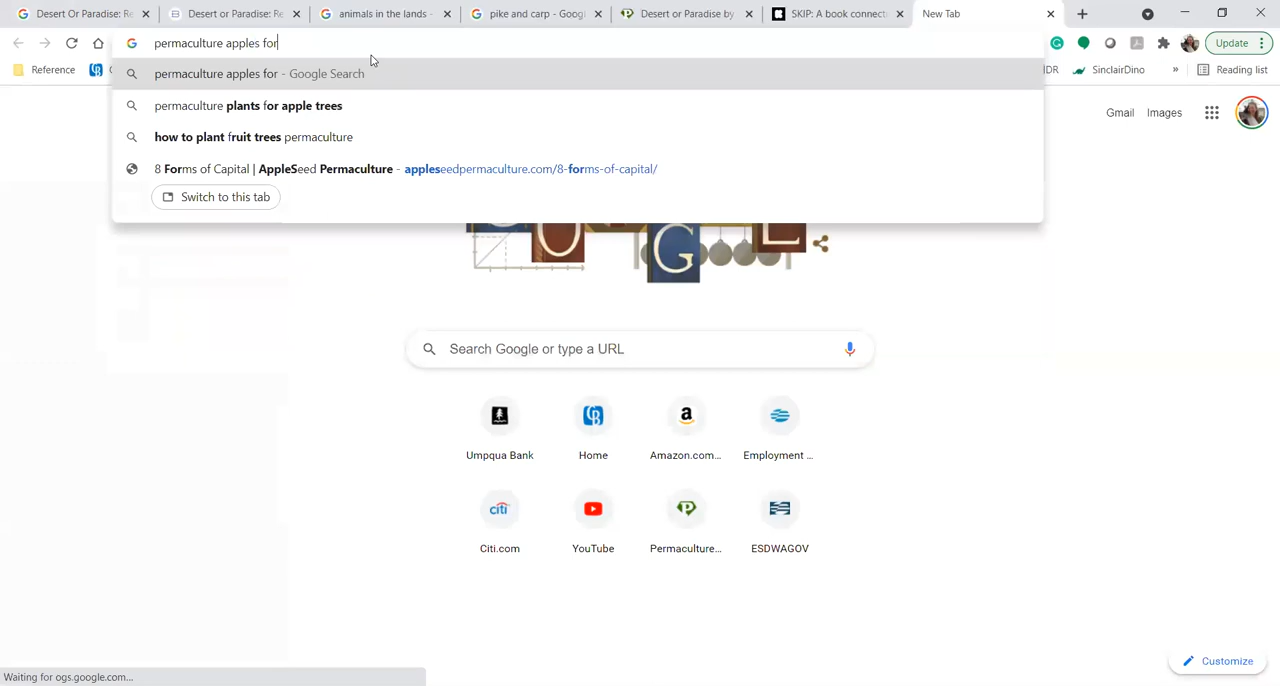 Desert Or Paradise: Re
Desert or Paradise: Re
animals in the lands -
pike and carp - Googl
Desert or Paradise by
SKIP: A book connect
New Tab
permaculture apples for
Update
Reference
SinclairDino
»
Reading list
permaculture apples for - Google Search
permaculture plants for apple trees
how to plant fruit trees permaculture
8 Forms of Capital | AppleSeed Permaculture - appleseedpermaculture.com/8-forms-of-capital/
Switch to this tab
Gmail
Images
Search Google or type a URL
Umpqua Bank
Home
Amazon.com...
Employment ...
citi
Citi.com
YouTube
Permaculture...
ESDWAGOV
Customize
Waiting for ogs.google.com...